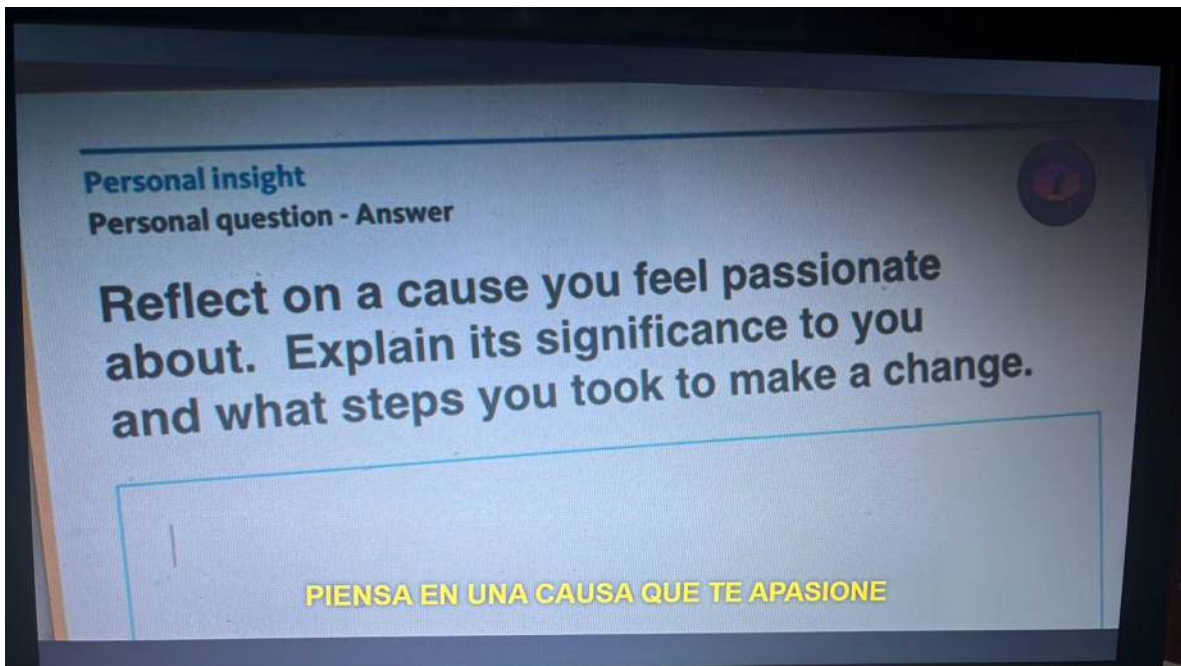 Personal insight
Personal question - Answer
Reflect on a cause you feel passionate
about. Explain its significance to you
and what steps you took to make a change.
PIENSA EN UNA CAUSA QUE TE APASIONE